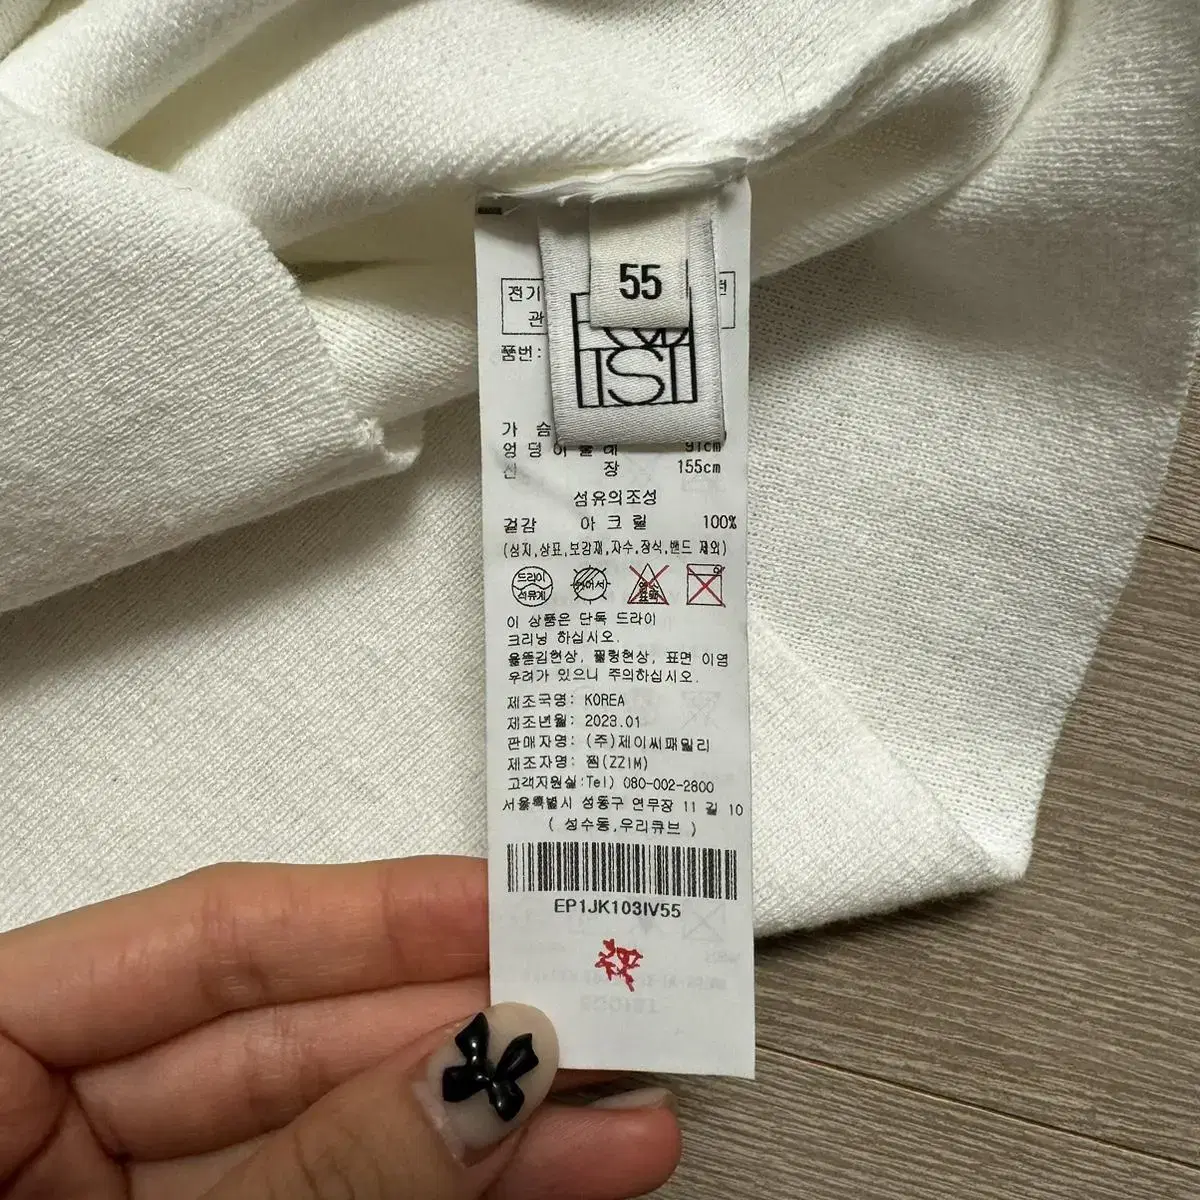 55
전기
관
품번:
ISI
가 슴
엉덩이둘레 91cm
신 장 155cm
섬유의조성
겉감 아크릴 100%
(심지,상표,보강재,자수,장식,밴드 제외)
드라이
석유계
염소
표백
이 상품은 단독 드라이
크리닝 하십시오.
올뜯김현상, 필링현상, 표면 이염
우려가 있으니 주의하십시오.
제조국명: KOREA
제조년월: 2023.01
판매자명: (주)제이씨패밀리
제조자명: 찜(ZZIM)
고객지원실:Tel) 080-002-2800
서울특별시 성동구 연무장 11 길 10
( 성수동,우리큐브 )
EP1JK103IV55